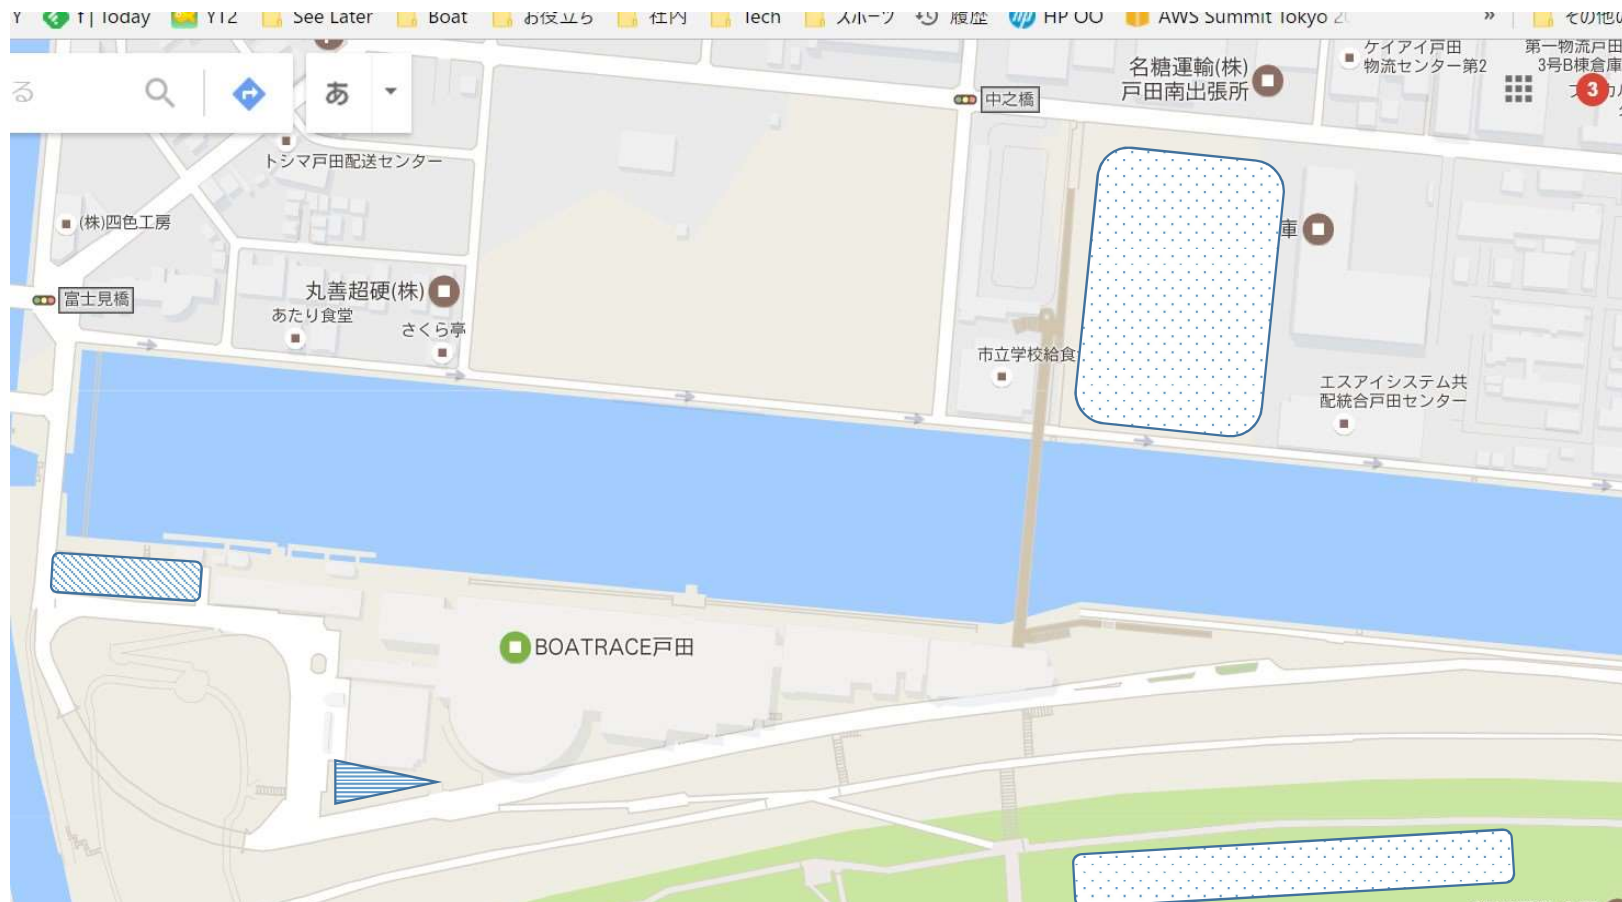 Y
f | Today
YTZ
See Later
Boat
お役立ち
社内
Tech
スポーツ
履歴
HP OO
AWS Summit Tokyo
»
その他の
る
あ
3
ケイアイ戸田
物流センター第2
第一物流戸田
3号B棟倉庫
名糖運輸(株)
戸田南出張所
中之橋
トシマ戸田配送センター
(株)四色工房
庫
丸善超硬(株)
富士見橋
あたり食堂
さくら亭
市立学校給食
エスアイシステム共
配統合戸田センター
BOATRACE戸田